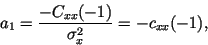 a_1 = \frac{-C_{xx}(-1)}{\sigma_x^2} = -c_{xx}(-1),